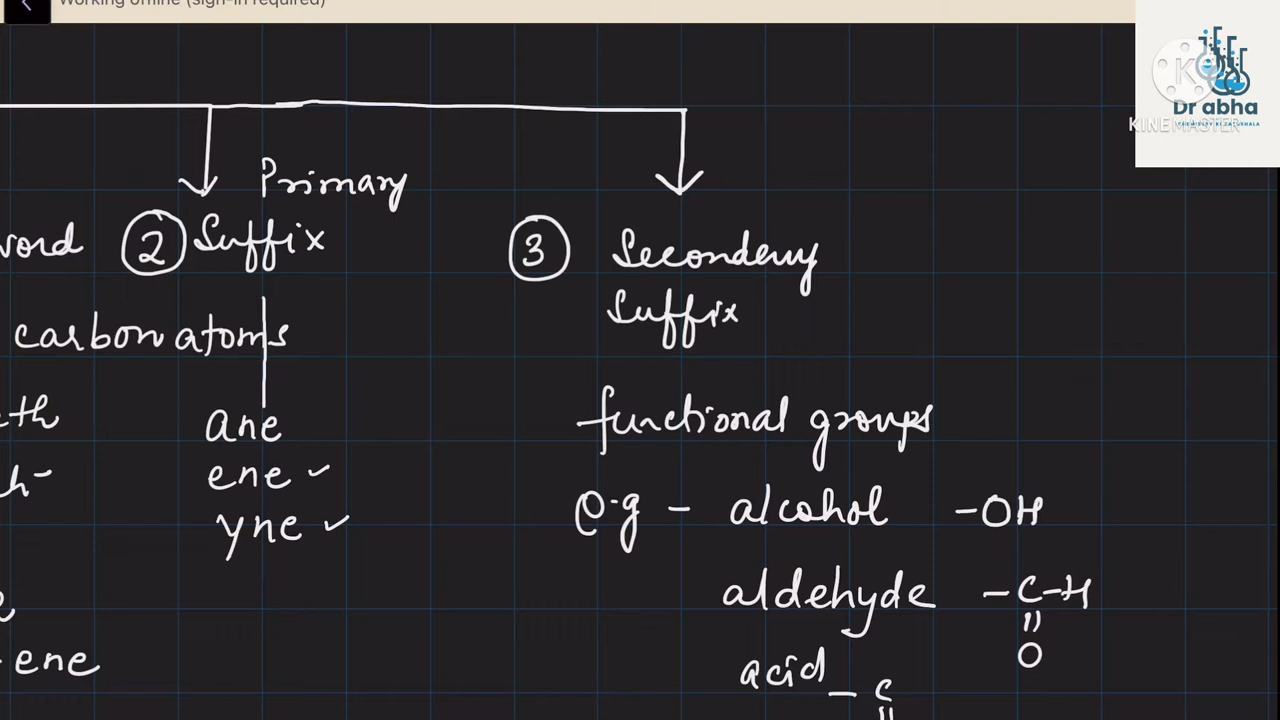 Working offline (sign-in required)
Dr abha
KINEMASTER
Primary
word ② Suffix
③ Secondery
Suffix
carbon atoms
ane
ene ✓
yne ✓
functional groups
e.g - alcohol -OH
aldehyde -C-H
O
acid - C
ene